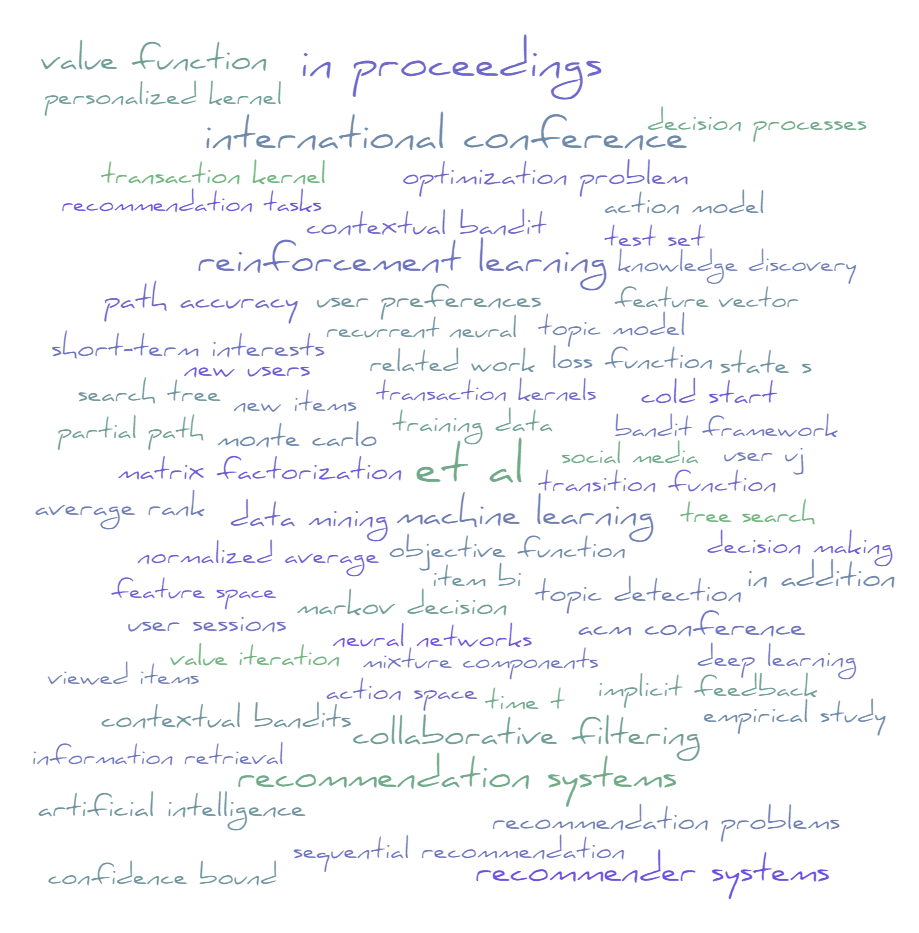 value function in proceedings
personalized kernel
international conference decision processes
transaction kernel optimization problem
recommendation tasks action model
contextual bandit test set
reinforcement learning knowledge discovery
path accuracy user preferences feature vector
recurrent neural topic model
short-term interests related work loss function state s
new users
search tree new items transaction kernels cold start
partial path monte carlo training data bandit framework
matrix factorization et al social media user vj
transition function
average rank data mining machine learning tree search
normalized average objective function decision making
feature space item bi topic detection in addition
markov decision
user sessions neural networks acm conference
value iteration mixture components deep learning
viewed items action space time t implicit feedback
contextual bandits collaborative filtering empirical study
information retrieval
recommendation systems
artificial intelligence
recommendation problems
sequential recommendation
confidence bound recommender systems